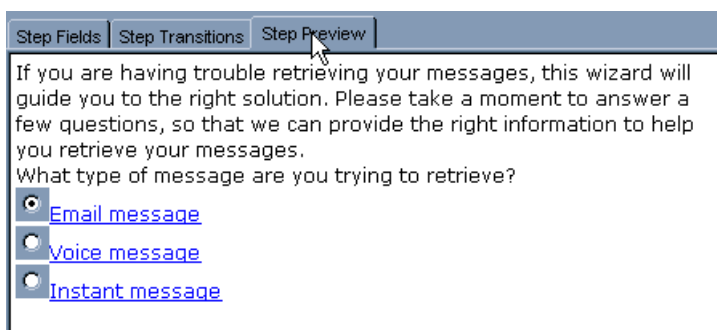 Step Fields Step Transitions Step Preview
If you are having trouble retrieving your messages, this wizard will
guide you to the right solution. Please take a moment to answer a
few questions, so that we can provide the right information to help
you retrieve your messages.
What type of message are you trying to retrieve?
Email message
Voice message
Instant message